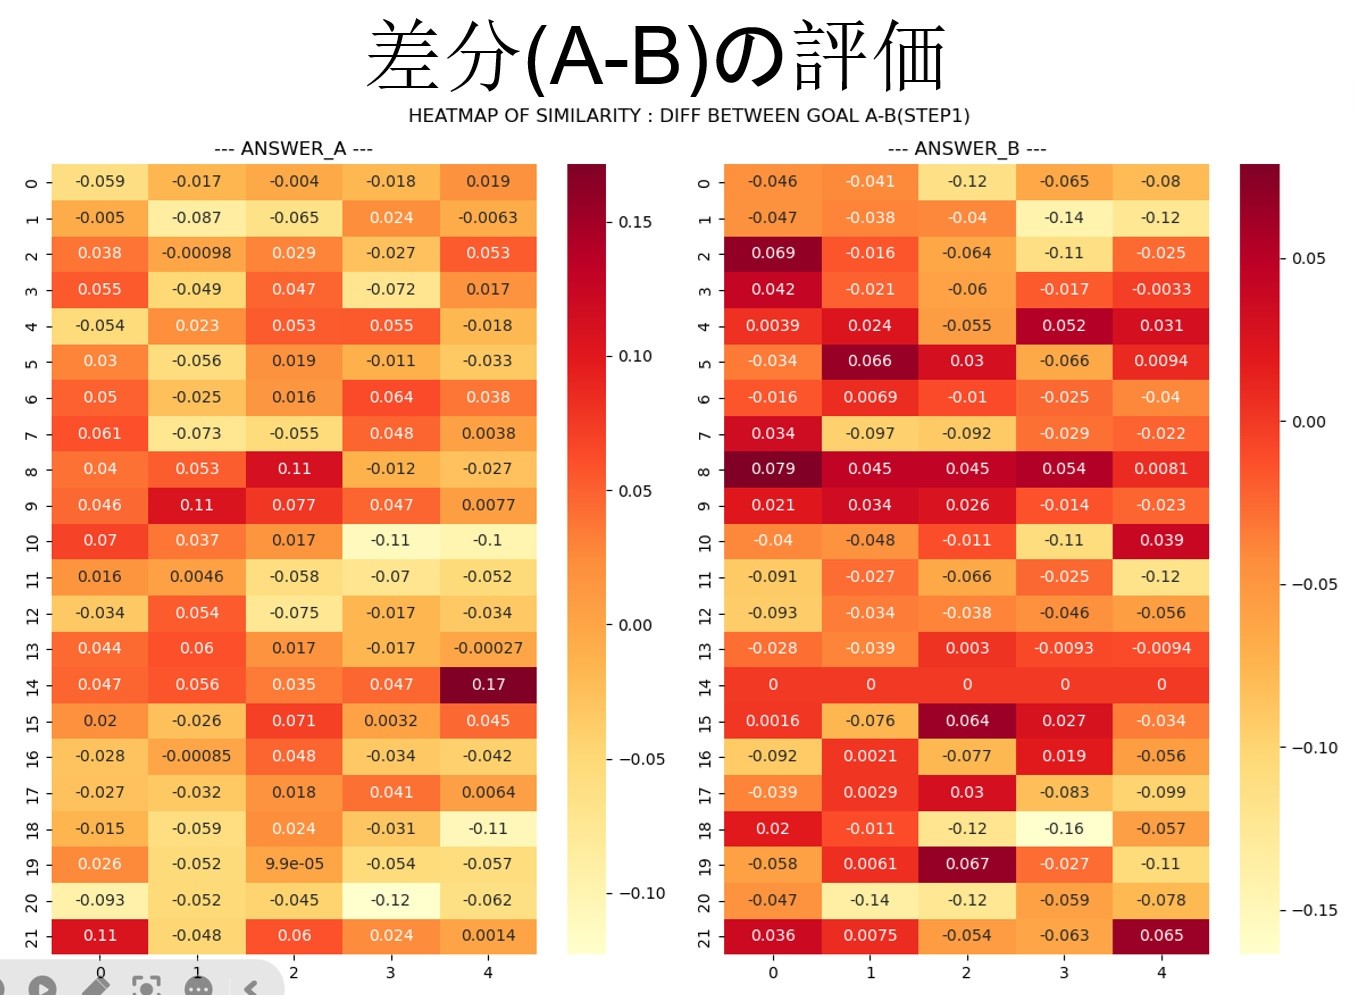 差分(A-B)の評価
HEATMAP OF SIMILARITY : DIFF BETWEEN GOAL A-B(STEP1)
--- ANSWER_A ---
0 -0.059 -0.017 -0.004 -0.018 0.019
1 -0.005 -0.087 -0.065 0.024 -0.0063
2 0.038 -0.00098 0.029 -0.027 0.053
3 0.055 -0.049 0.047 -0.072 0.017
4 -0.054 0.023 0.053 0.055 -0.018
5 0.03 -0.056 0.019 -0.011 -0.033
6 0.05 -0.025 0.016 0.064 0.038
7 0.061 -0.073 -0.055 0.048 0.0038
8 0.04 0.053 0.11 -0.012 -0.027
9 0.046 0.11 0.077 0.047 0.0077
10 0.07 0.037 0.017 -0.11 -0.1
11 0.016 0.0046 -0.058 -0.07 -0.052
12 -0.034 0.054 -0.075 -0.017 -0.034
13 0.044 0.06 0.017 -0.017 -0.00027
14 0.047 0.056 0.035 0.047 0.17
15 0.02 -0.026 0.071 0.0032 0.045
16 -0.028 -0.00085 0.048 -0.034 -0.042
17 -0.027 -0.032 0.018 0.041 0.0064
18 -0.015 -0.059 0.024 -0.031 -0.11
19 0.026 -0.052 9.9e-05 -0.054 -0.057
20 -0.093 -0.052 -0.045 -0.12 -0.062
21 0.11 -0.048 0.06 0.024 0.0014
0 1 2 3 4
0.15
0.10
0.05
0.00
−0.05
−0.10
--- ANSWER_B ---
0 -0.046 -0.041 -0.12 -0.065 -0.08
1 -0.047 -0.038 -0.04 -0.14 -0.12
2 0.069 -0.016 -0.064 -0.11 -0.025
3 0.042 -0.021 -0.06 -0.017 -0.0033
4 0.0039 0.024 -0.055 0.052 0.031
5 -0.034 0.066 0.03 -0.066 0.0094
6 -0.016 0.0069 -0.01 -0.025 -0.04
7 0.034 -0.097 -0.092 -0.029 -0.022
8 0.079 0.045 0.045 0.054 0.0081
9 0.021 0.034 0.026 -0.014 -0.023
10 -0.04 -0.048 -0.011 -0.11 0.039
11 -0.091 -0.027 -0.066 -0.025 -0.12
12 -0.093 -0.034 -0.038 -0.046 -0.056
13 -0.028 -0.039 0.003 -0.0093 -0.0094
14 0 0 0 0 0
15 0.0016 -0.076 0.064 0.027 -0.034
16 -0.092 0.0021 -0.077 0.019 -0.056
17 -0.039 0.0029 0.03 -0.083 -0.099
18 0.02 -0.011 -0.12 -0.16 -0.057
19 -0.058 0.0061 0.067 -0.027 -0.11
20 -0.047 -0.14 -0.12 -0.059 -0.078
21 0.036 0.0075 -0.054 -0.063 0.065
0 1 2 3 4
0.05
0.00
−0.05
−0.10
−0.15